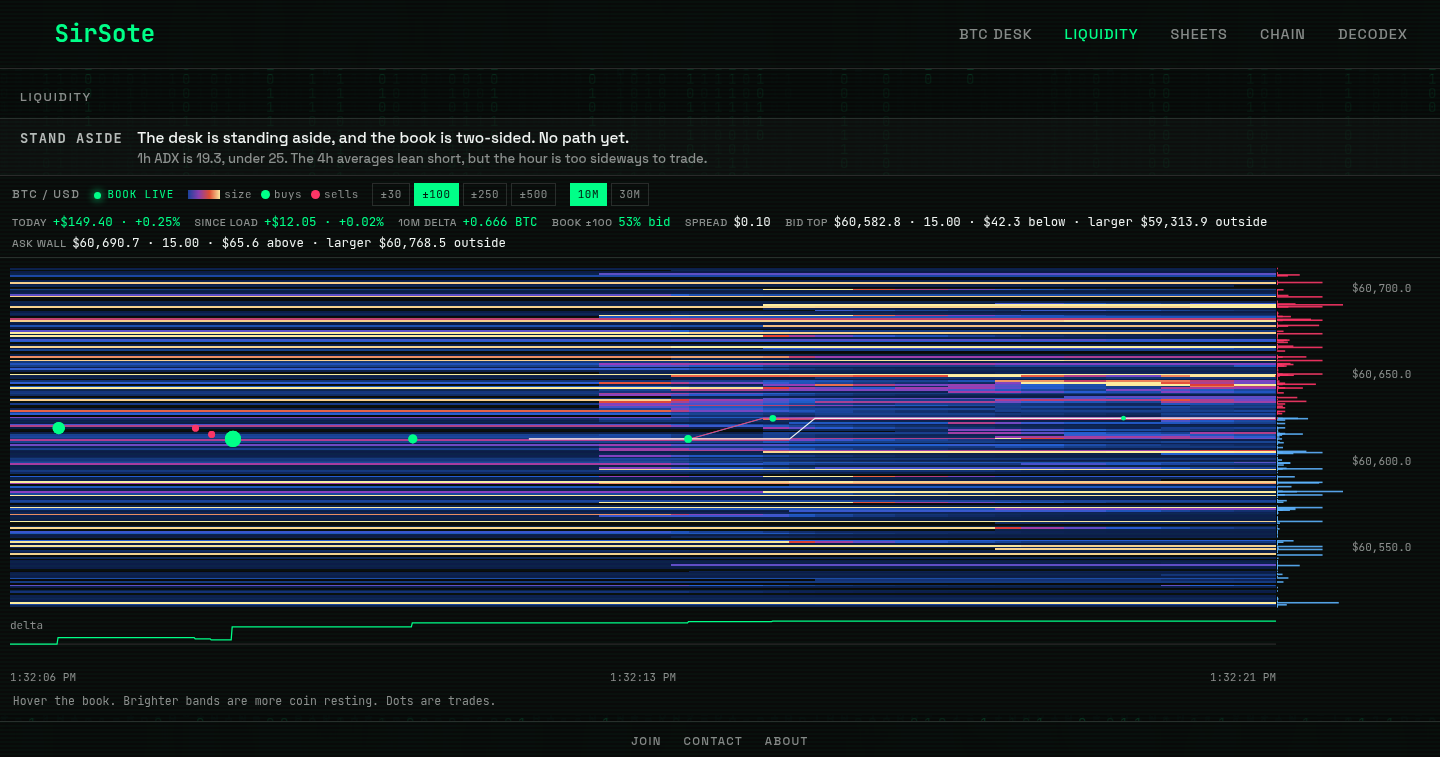 SirSote
BTC DESK LIQUIDITY SHEETS CHAIN DECODEX
LIQUIDITY
STAND ASIDE The desk is standing aside, and the book is two-sided. No path yet.
1h ADX is 19.3, under 25. The 4h averages lean short, but the hour is too sideways to trade.
BTC / USD BOOK LIVE size buys sells ±30 ±100 ±250 ±500 10M 30M
TODAY +$149.40 · +0.25% SINCE LOAD +$12.05 · +0.02% 10M DELTA +0.666 BTC BOOK ±100 53% bid SPREAD $0.10 BID TOP $60,582.8 · 15.00 · $42.3 below · larger $59,313.9 outside
ASK WALL $60,690.7 · 15.00 · $65.6 above · larger $60,768.5 outside
$60,700.0
$60,650.0
$60,600.0
$60,550.0
delta
1:32:06 PM 1:32:13 PM 1:32:21 PM
Hover the book. Brighter bands are more coin resting. Dots are trades.
JOIN CONTACT ABOUT